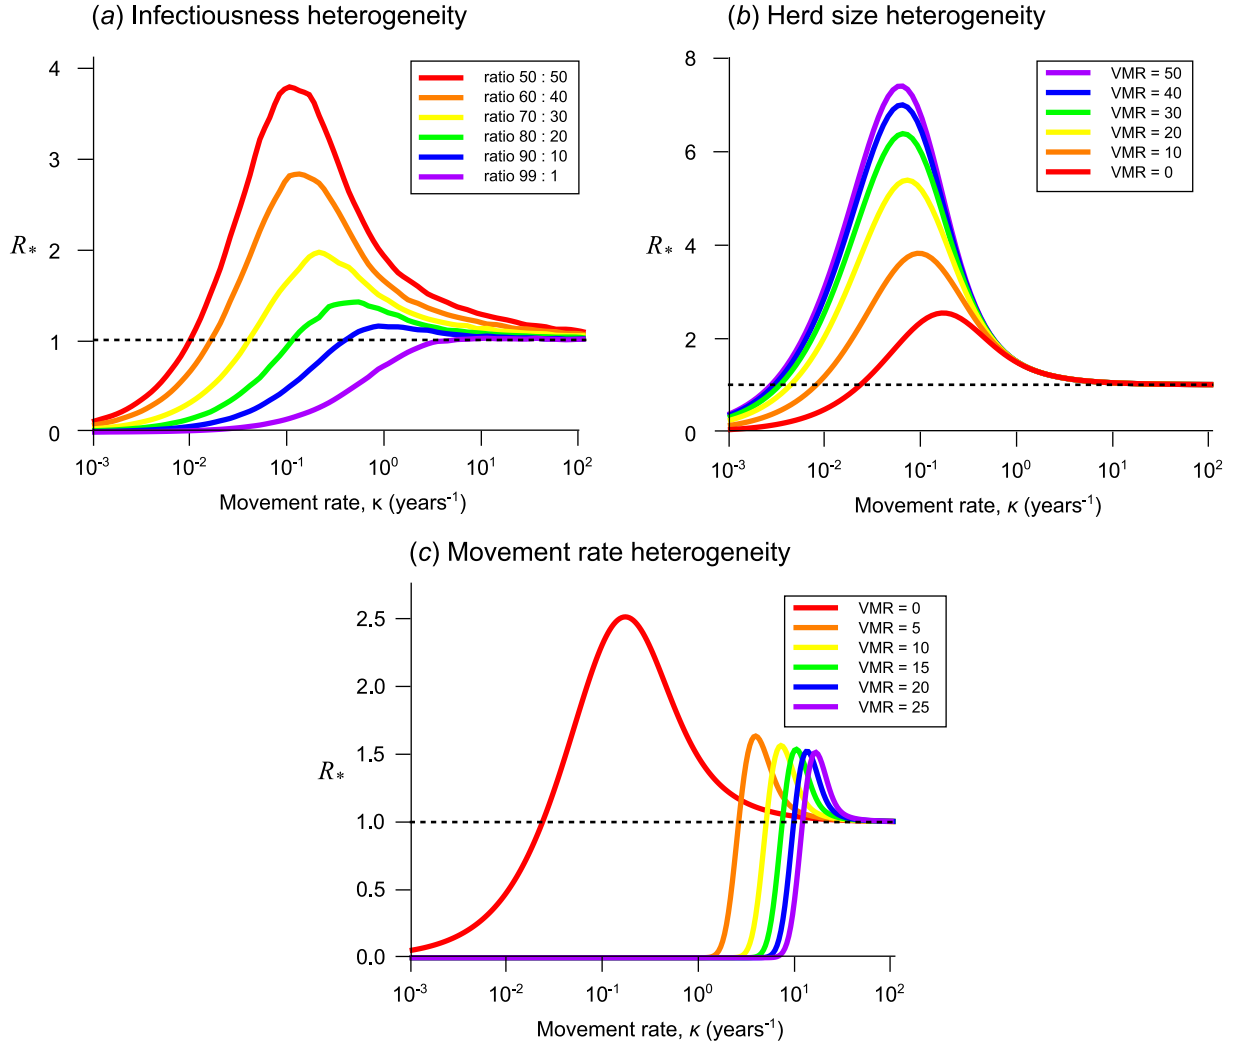 (a) Infectiousness heterogeneity
4
3
2
1
0
R*
ratio 50 : 50
ratio 60 : 40
ratio 70 : 30
ratio 80 : 20
ratio 90 : 10
ratio 99 : 1
10-3
10-2
10-1
100
101
102
Movement rate, κ (years-1)
(b) Herd size heterogeneity
8
6
4
2
0
R*
VMR = 50
VMR = 40
VMR = 30
VMR = 20
VMR = 10
VMR = 0
10-3
10-2
10-1
100
101
102
Movement rate, κ (years-1)
(c) Movement rate heterogeneity
2.5
2.0
1.5
1.0
0.5
0.0
R*
VMR = 0
VMR = 5
VMR = 10
VMR = 15
VMR = 20
VMR = 25
10-3
10-2
10-1
100
101
102
Movement rate, κ (years-1)